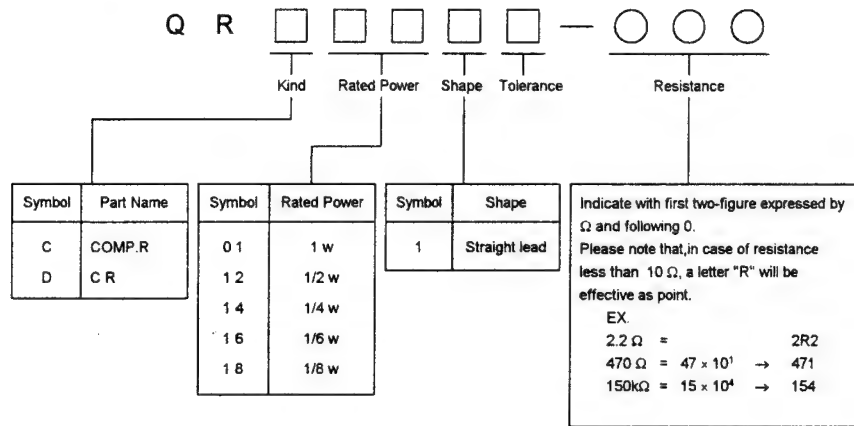 Q R □ □ □ □ □ — ○ ○ ○
Kind Rated Power Shape Tolerance Resistance
Symbol Part Name
C COMP.R
D C R
Symbol Rated Power
0 1 1 w
1 2 1/2 w
1 4 1/4 w
1 6 1/6 w
1 8 1/8 w
Symbol Shape
1 Straight lead
Indicate with first two-figure expressed by
Ω and following 0.
Please note that,in case of resistance
less than 10 Ω, a letter "R" will be
effective as point.
EX.
2.2 Ω = 2R2
470 Ω = 47 × 10¹ → 471
150kΩ = 15 × 10⁴ → 154